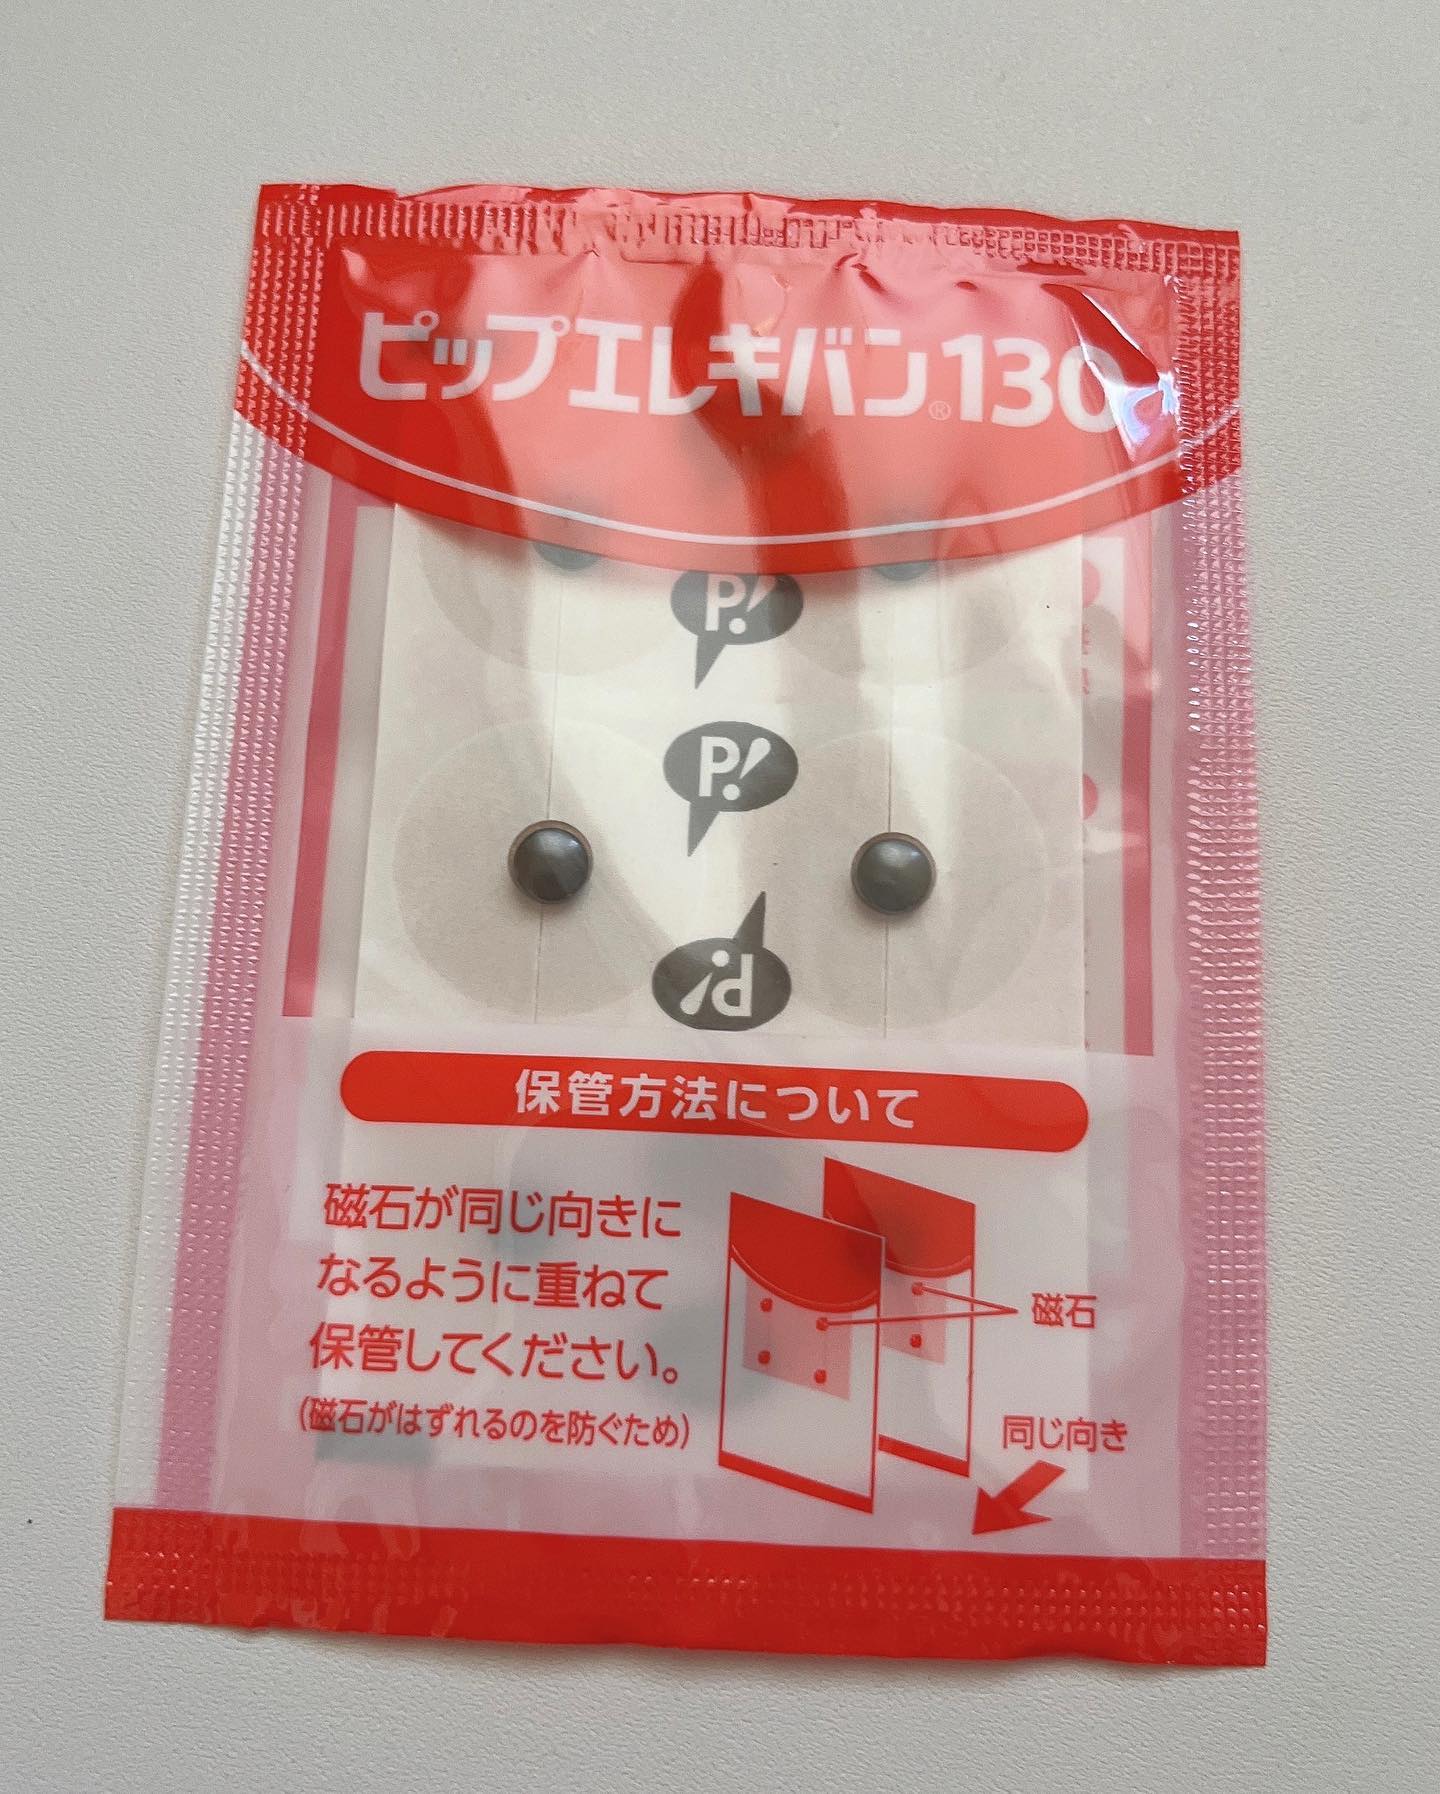 ピップエレキバン®130
P!
P!
P!
保管方法について
磁石が同じ向きに
なるように重ねて
保管してください。
(磁石がはずれるのを防ぐため)
磁石
同じ向き